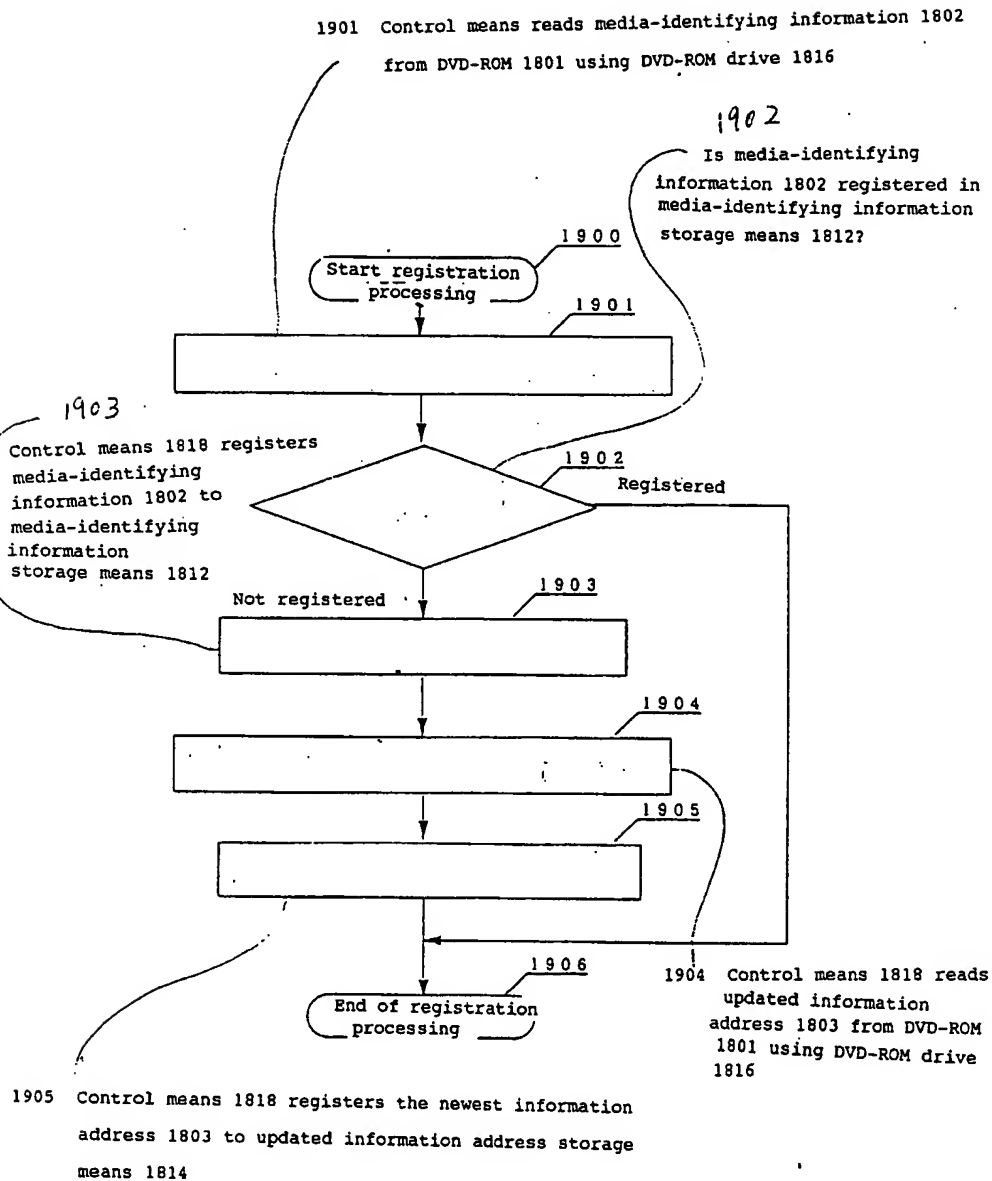 1901 Control means reads media-identifying information 1802
from DVD-ROM 1801 using DVD-ROM drive 1816
1902
Is media-identifying
information 1802 registered in
media-identifying information
storage means 1812?
1900
Start registration
processing
1901
1903
Control means 1818 registers
media-identifying
information 1802 to
media-identifying
information
storage means 1812
1902
Registered
Not registered
1903
1904
1905
1906
End of registration
processing
1904 Control means 1818 reads
updated information
address 1803 from DVD-ROM
1801 using DVD-ROM drive
1816
1905 Control means 1818 registers the newest information
address 1803 to updated information address storage
means 1814